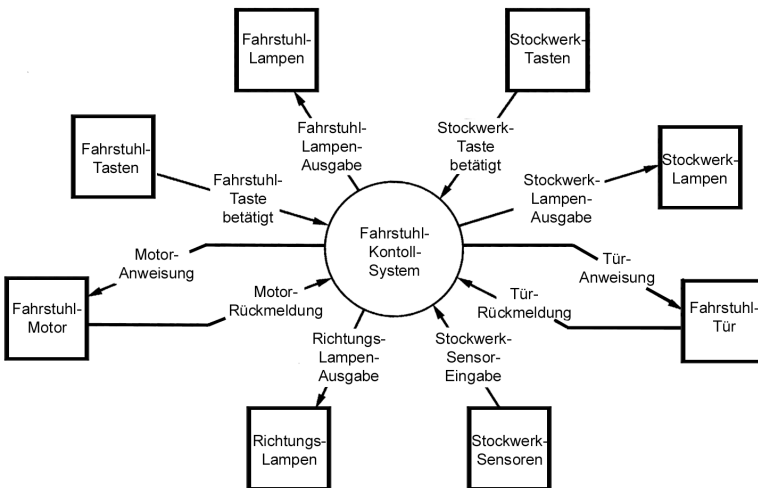 Fahrstuhl-
Lampen
Stockwerk-
Tasten
Fahrstuhl-
Tasten
Fahrstuhl-
Lampen-
Ausgabe
Stockwerk-
Taste
betätigt
Stockwerk-
Lampen
Fahrstuhl-
Taste
betätigt
Stockwerk-
Lampen-
Ausgabe
Fahrstuhl-
Kontoll-
System
Motor-
Anweisung
Tür-
Anweisung
Fahrstuhl-
Motor
Motor-
Rückmeldung
Tür-
Rückmeldung
Fahrstuhl-
Tür
Richtungs-
Lampen-
Ausgabe
Stockwerk-
Sensor-
Eingabe
Richtungs-
Lampen
Stockwerk-
Sensoren